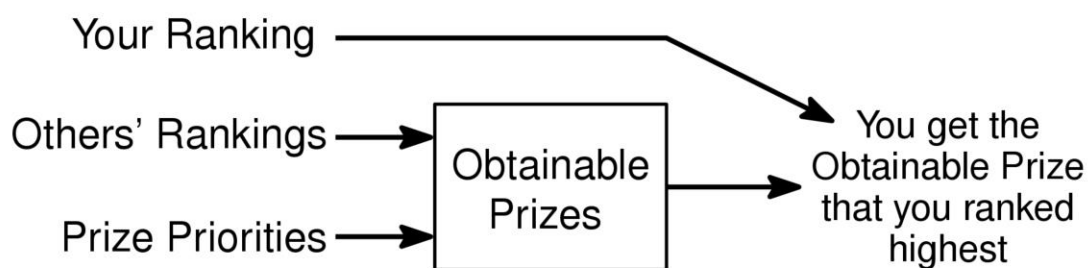 Your Ranking
Others' Rankings
Prize Priorities
Obtainable
Prizes
You get the
Obtainable Prize
that you ranked
highest